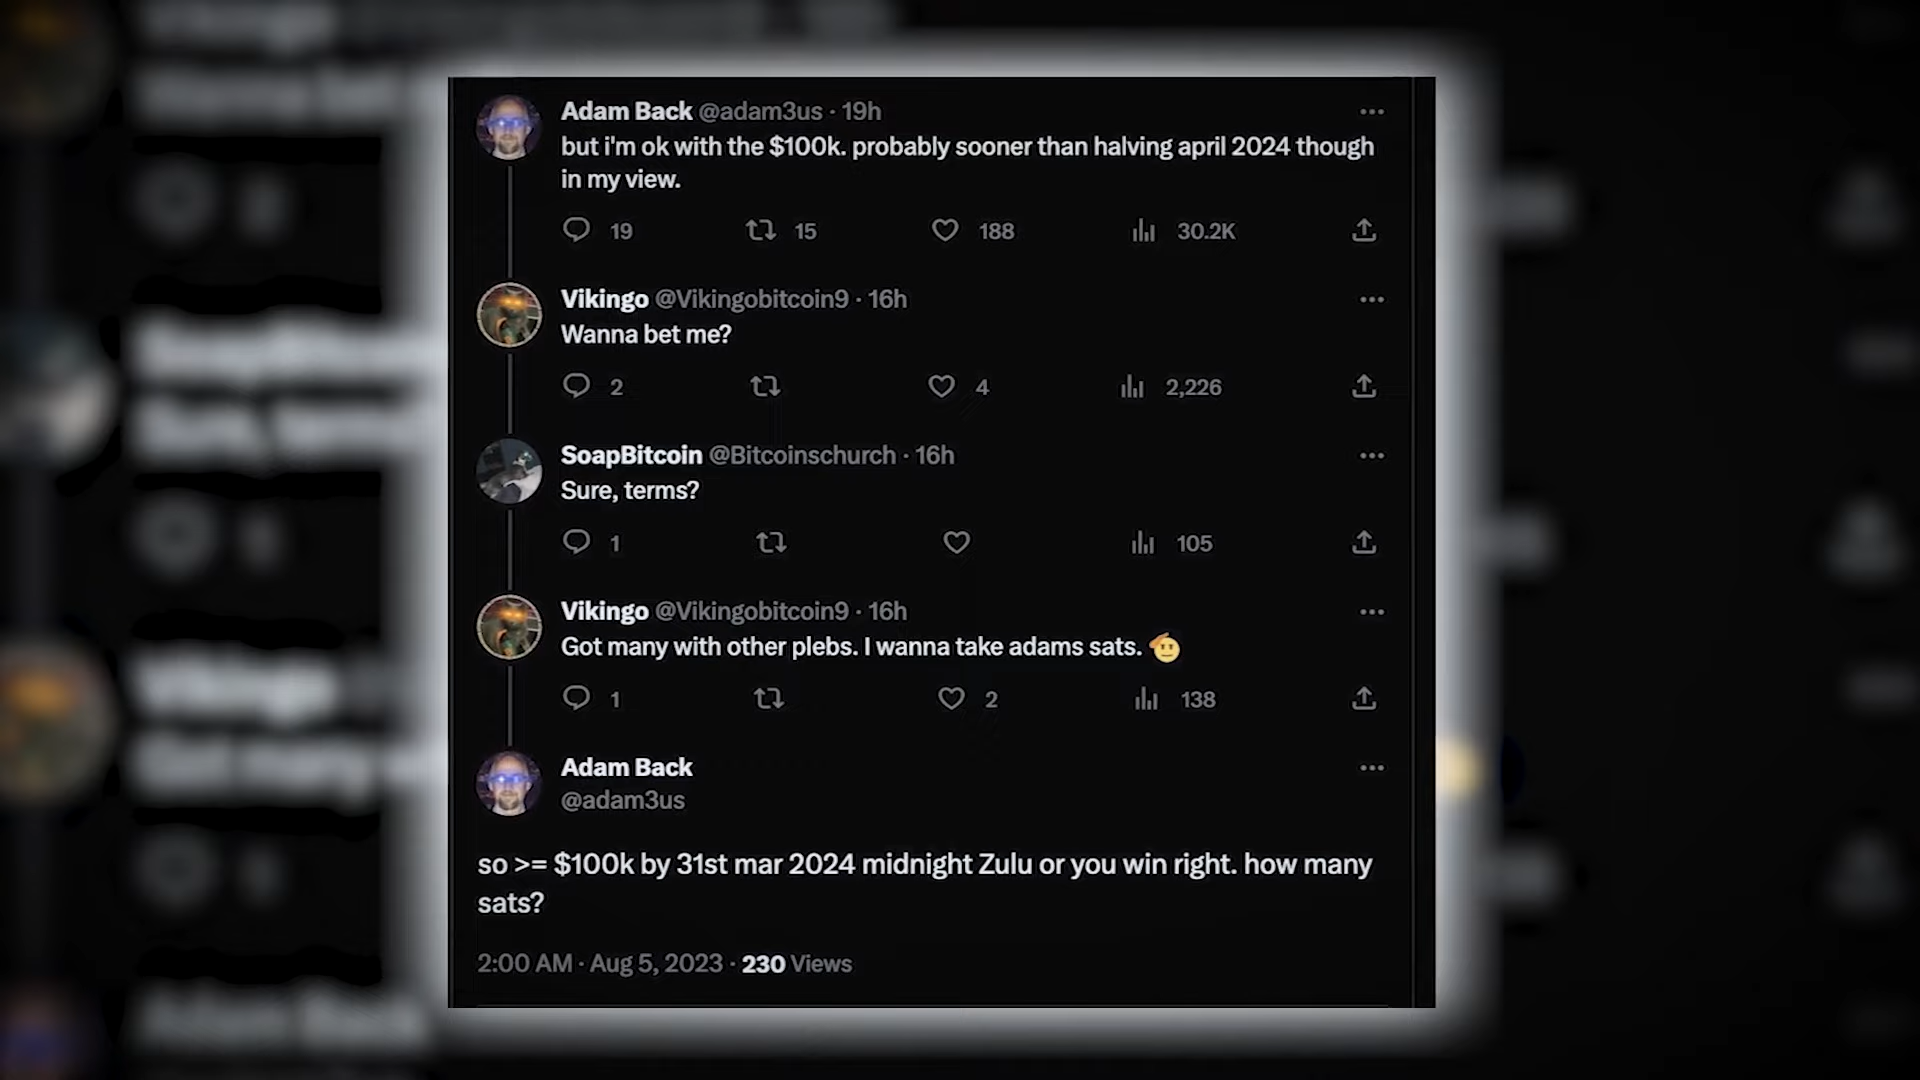 Adam Back @adam3us · 19h
but i'm ok with the $100k. probably sooner than halving april 2024 though
in my view.
19 15 188 30.2K
Vikingo @Vikingobitcoin9 · 16h
Wanna bet me?
2 4 2,226
SoapBitcoin @Bitcoinschurch · 16h
Sure, terms?
1 105
Vikingo @Vikingobitcoin9 · 16h
Got many with other plebs. I wanna take adams sats. 🫡
1 2 138
Adam Back
@adam3us
so >= $100k by 31st mar 2024 midnight Zulu or you win right. how many
sats?
2:00 AM · Aug 5, 2023 · 230 Views